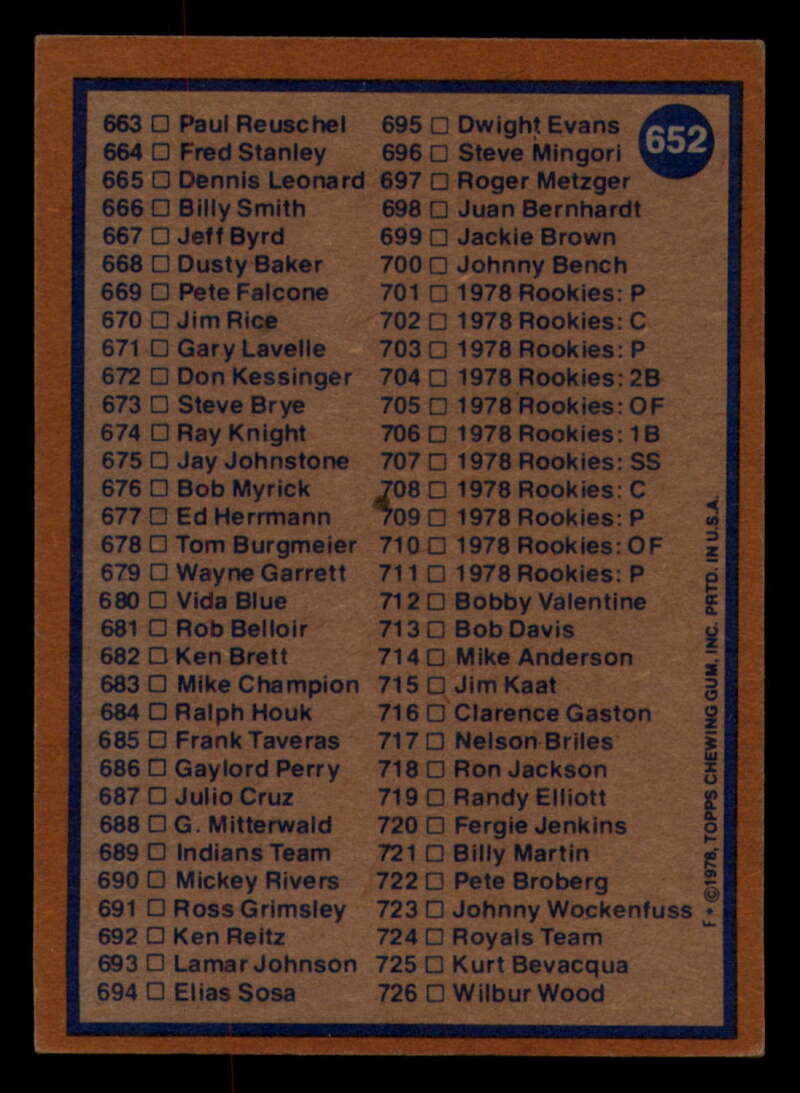 652
663 □ Paul Reuschel
664 □ Fred Stanley
665 □ Dennis Leonard
666 □ Billy Smith
667 □ Jeff Byrd
668 □ Dusty Baker
669 □ Pete Falcone
670 □ Jim Rice
671 □ Gary Lavelle
672 □ Don Kessinger
673 □ Steve Brye
674 □ Ray Knight
675 □ Jay Johnstone
676 □ Bob Myrick
677 □ Ed Herrmann
678 □ Tom Burgmeier
679 □ Wayne Garrett
680 □ Vida Blue
681 □ Rob Belloir
682 □ Ken Brett
683 □ Mike Champion
684 □ Ralph Houk
685 □ Frank Taveras
686 □ Gaylord Perry
687 □ Julio Cruz
688 □ G. Mitterwald
689 □ Indians Team
690 □ Mickey Rivers
691 □ Ross Grimsley
692 □ Ken Reitz
693 □ Lamar Johnson
694 □ Elias Sosa
695 □ Dwight Evans
696 □ Steve Mingori
697 □ Roger Metzger
698 □ Juan Bernhardt
699 □ Jackie Brown
700 □ Johnny Bench
701 □ 1978 Rookies: P
702 □ 1978 Rookies: C
703 □ 1978 Rookies: P
704 □ 1978 Rookies: 2B
705 □ 1978 Rookies: OF
706 □ 1978 Rookies: 1B
707 □ 1978 Rookies: SS
708 □ 1978 Rookies: C
709 □ 1978 Rookies: P
710 □ 1978 Rookies: OF
711 □ 1978 Rookies: P
712 □ Bobby Valentine
713 □ Bob Davis
714 □ Mike Anderson
715 □ Jim Kaat
716 □ Clarence Gaston
717 □ Nelson Briles
718 □ Ron Jackson
719 □ Randy Elliott
720 □ Fergie Jenkins
721 □ Billy Martin
722 □ Pete Broberg
723 □ Johnny Wockenfuss
724 □ Royals Team
725 □ Kurt Bevacqua
726 □ Wilbur Wood
F * ©1978, TOPPS CHEWING GUM, INC. PRTD. IN U.S.A.